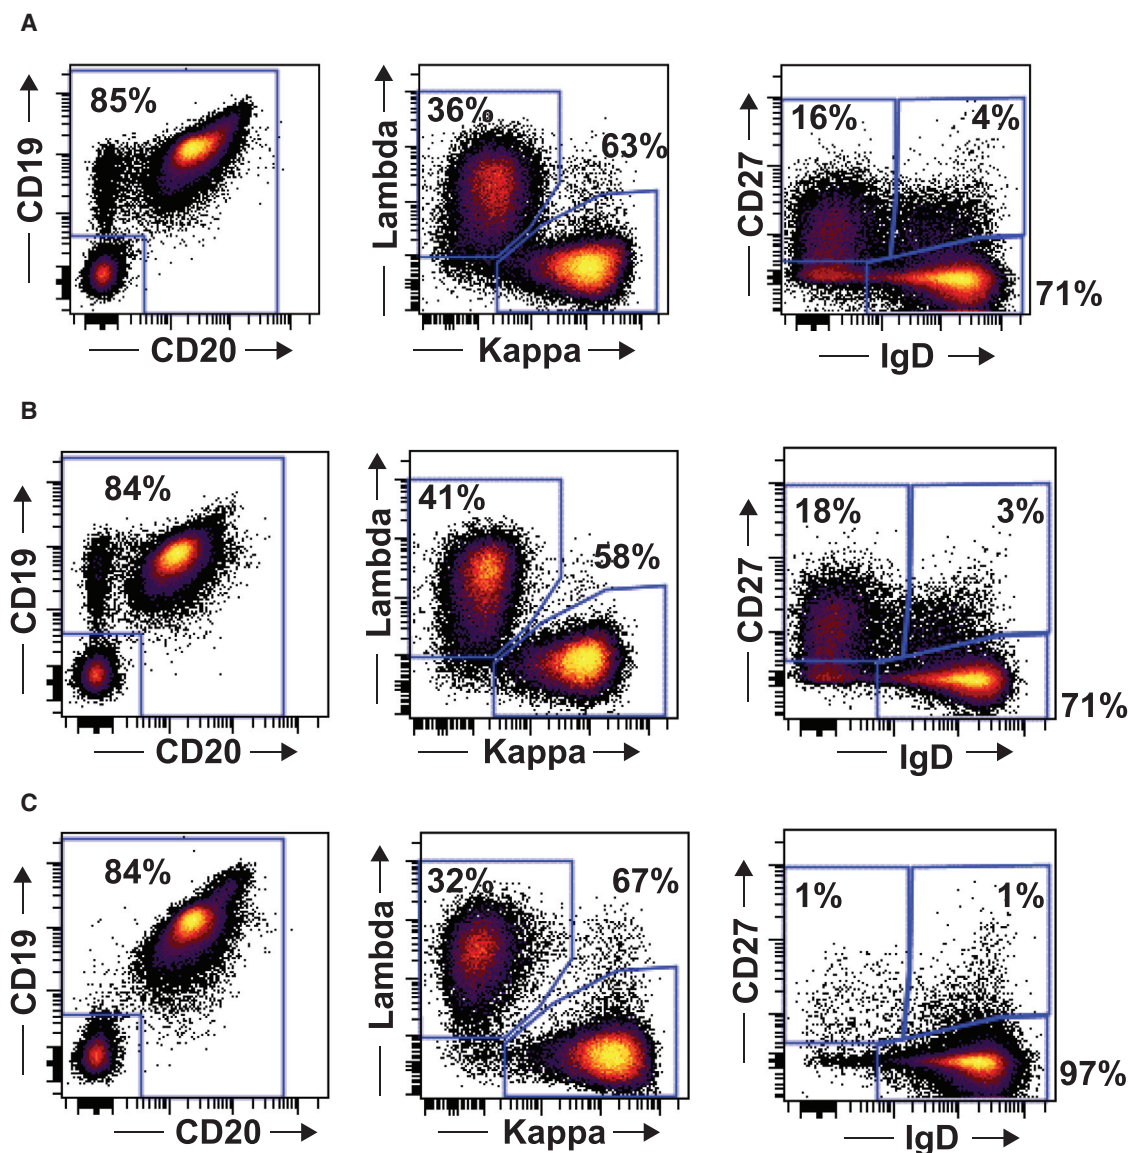 A
85%
CD19
CD20
36%
63%
Lambda
Kappa
16%
4%
71%
CD27
IgD
B
84%
CD19
CD20
41%
58%
Lambda
Kappa
18%
3%
71%
CD27
IgD
C
84%
CD19
CD20
32%
67%
Lambda
Kappa
1%
1%
97%
CD27
IgD